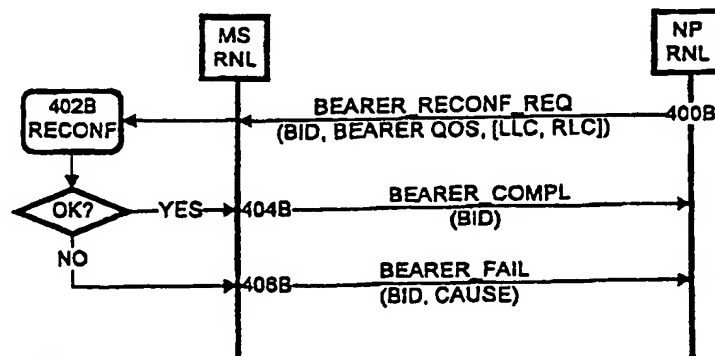 MS
RNL
NP
RNL
402B
RECONF
BEARER_RECONF_REQ
(BID, BEARER QOS, [LLC, RLC])
400B
OK?
YES
404B
BEARER_COMPL
(BID)
NO
408B
BEARER_FAIL
(BID, CAUSE)